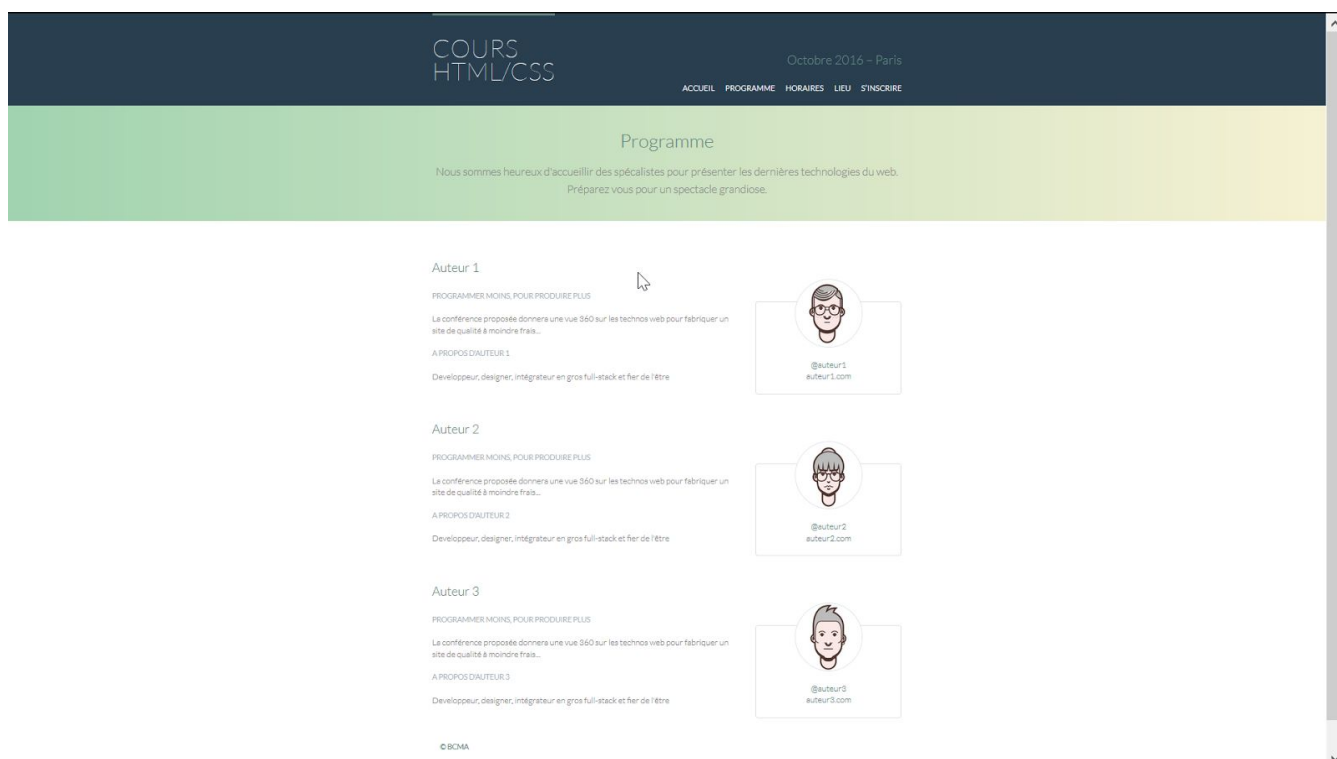 COURS
HTML/CSS
Octobre 2016 – Paris
ACCUEIL PROGRAMME HORAIRES LIEU S'INSCRIRE
Programme
Nous sommes heureux d'accueillir des spécalistes pour présenter les dernières technologies du web.
Préparez vous pour un spectacle grandiose.
Auteur 1
PROGRAMMER MOINS, POUR PRODUIRE PLUS
La conférence proposée donnera une vue 360 sur les technos web pour fabriquer un
site de qualité à moindre frais...
A PROPOS D'AUTEUR 1
Developpeur, designer, intégrateur en gros full-stack et fier de l'être
@auteur1
auteur1.com
Auteur 2
PROGRAMMER MOINS, POUR PRODUIRE PLUS
La conférence proposée donnera une vue 360 sur les technos web pour fabriquer un
site de qualité à moindre frais...
A PROPOS D'AUTEUR 2
Developpeur, designer, intégrateur en gros full-stack et fier de l'être
@auteur2
auteur2.com
Auteur 3
PROGRAMMER MOINS, POUR PRODUIRE PLUS
La conférence proposée donnera une vue 360 sur les technos web pour fabriquer un
site de qualité à moindre frais...
A PROPOS D'AUTEUR 3
Developpeur, designer, intégrateur en gros full-stack et fier de l'être
@auteur3
auteur3.com
© BCMA